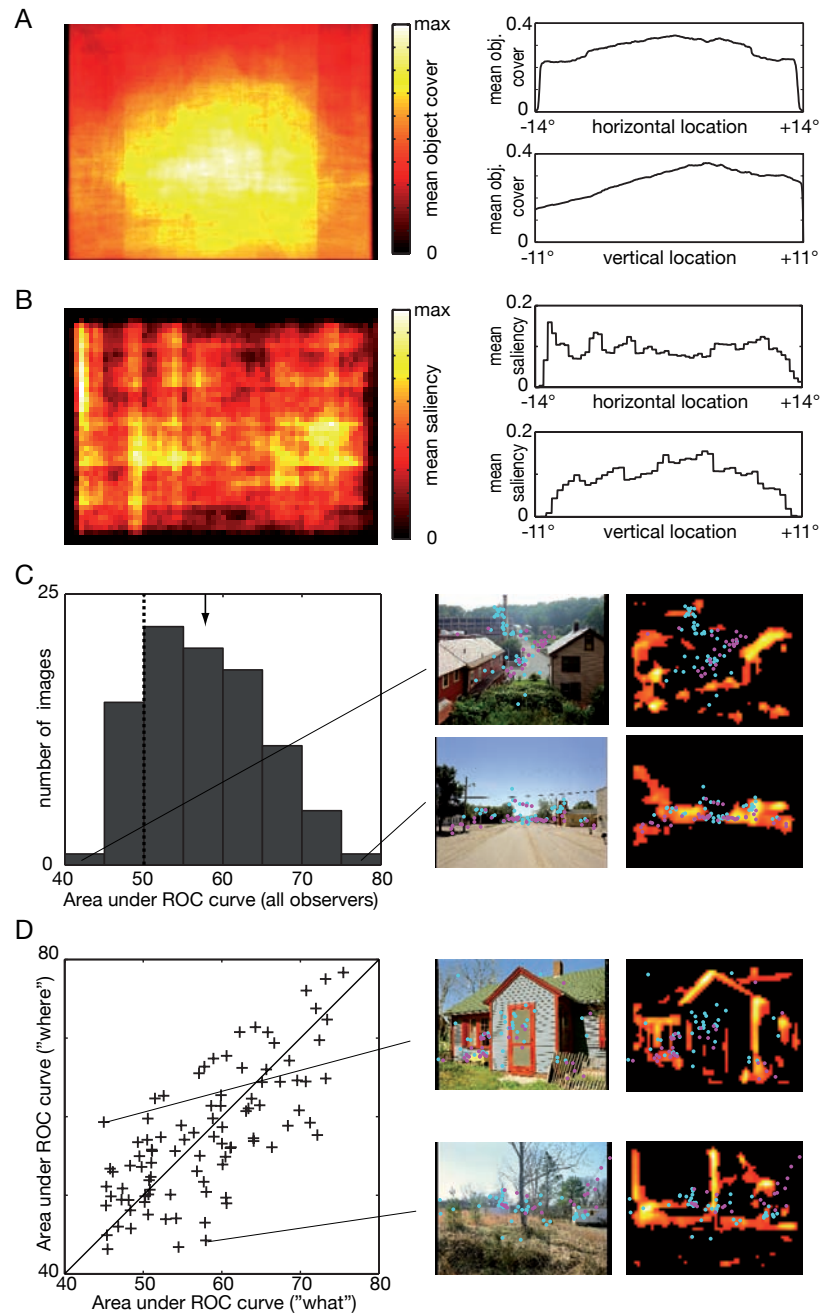 A
max
mean object cover
0
0.4
mean obj.
cover
0
-14°
horizontal location
+14°
0.4
mean obj.
cover
0
-11°
vertical location
+11°
B
max
mean saliency
0
0.2
mean
saliency
0
-14°
horizontal location
+14°
0.2
mean
saliency
0
-11°
vertical location
+11°
C
25
number of images
0
40 50 60 70 80
Area under ROC curve (all observers)
D
80
Area under ROC curve ("where")
40
40 50 60 70 80
Area under ROC curve ("what")